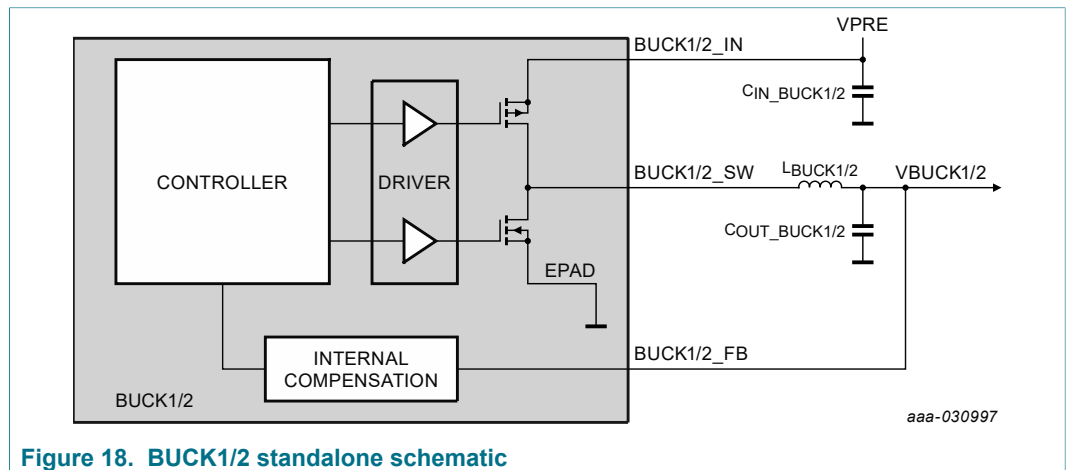 VPRE
BUCK1/2_IN
CIN_BUCK1/2
CONTROLLER
DRIVER
BUCK1/2_SW
LBUCK1/2
VBUCK1/2
COUT_BUCK1/2
EPAD
BUCK1/2_FB
INTERNAL
COMPENSATION
BUCK1/2
aaa-030997
Figure 18. BUCK1/2 standalone schematic